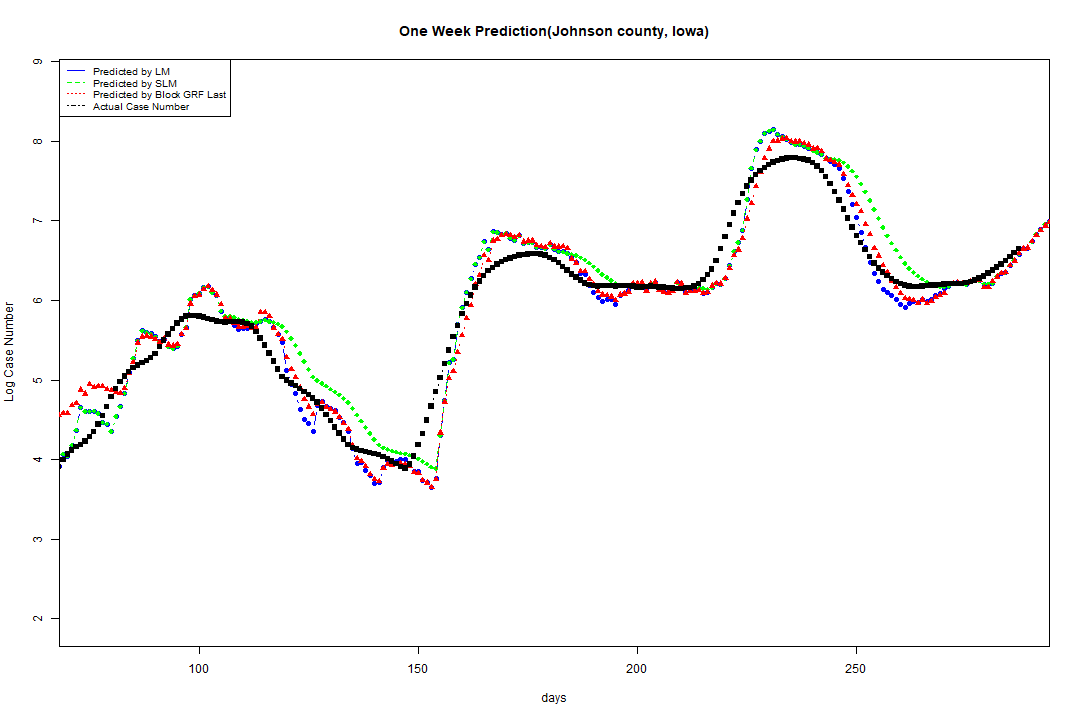 One Week Prediction(Johnson county, Iowa)
Predicted by LM
Predicted by SLM
Predicted by Block GRF Last
Actual Case Number
Log Case Number
9
8
7
6
5
4
3
2
100
150
200
250
days